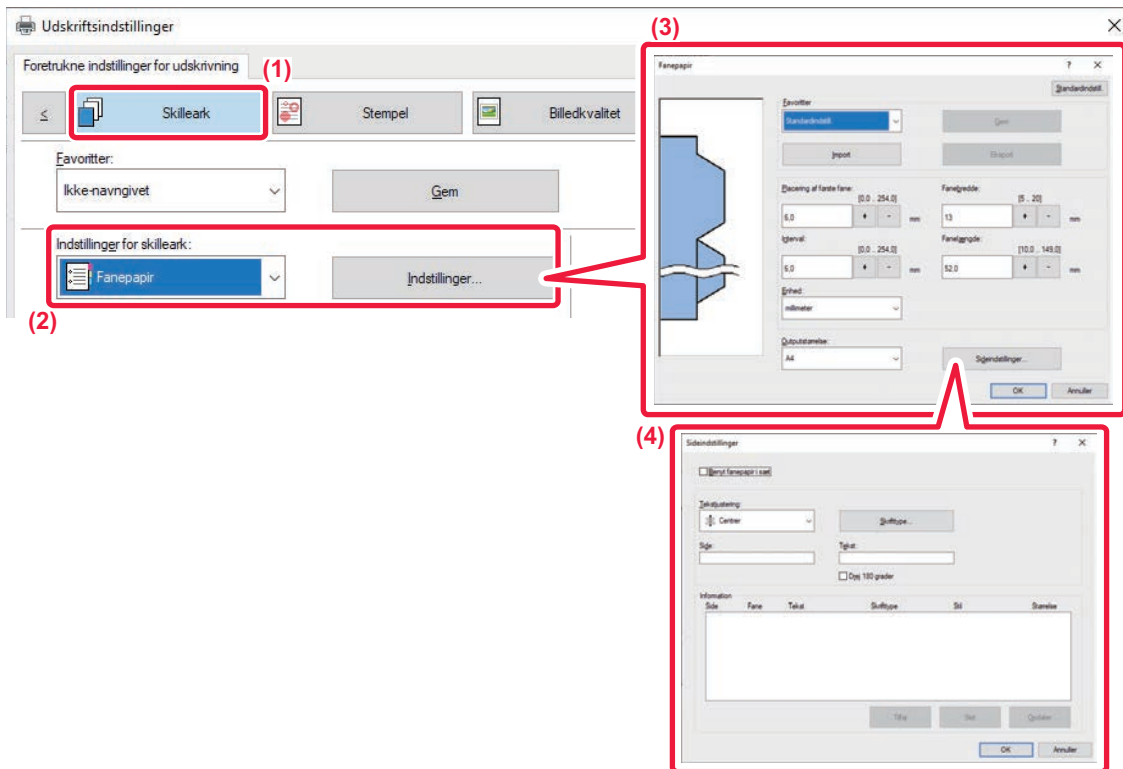 Udskriftsindstillinger
Foretrukne indstillinger for udskrivning
(1)
≤ Skilleark Stempel Billedkvalitet
Favoritter:
Ikke-navngivet Gem
Indstillinger for skilleark:
Fanepapir Indstillinger...
(2)
(3)
Fanepapir ? ×
Standardindstill.
Favoritter
Standardindstill. Gem
Import Eksport
Placering af første fane: Fanebredde:
[0,0 .. 254,0] [5 .. 20]
6,0 + - mm 13 + - mm
Interval: Fanelængde:
[0,0 .. 254,0] [10,0 .. 149,0]
6,0 + - mm 52,0 + - mm
Enhed:
millimeter
Outputstørrelse:
A4 Sideindstillinger...
OK Annuller
(4)
Sideindstillinger ? ×
Benyt fanepapir i sæt
Tekstjustering:
Centrer Skrifttype...
Side: Tekst:
Drej 180 grader
Information
Side Fane Tekst Skrifttype Stil Størrelse
Tilføj Slet Opdater
OK Annuller